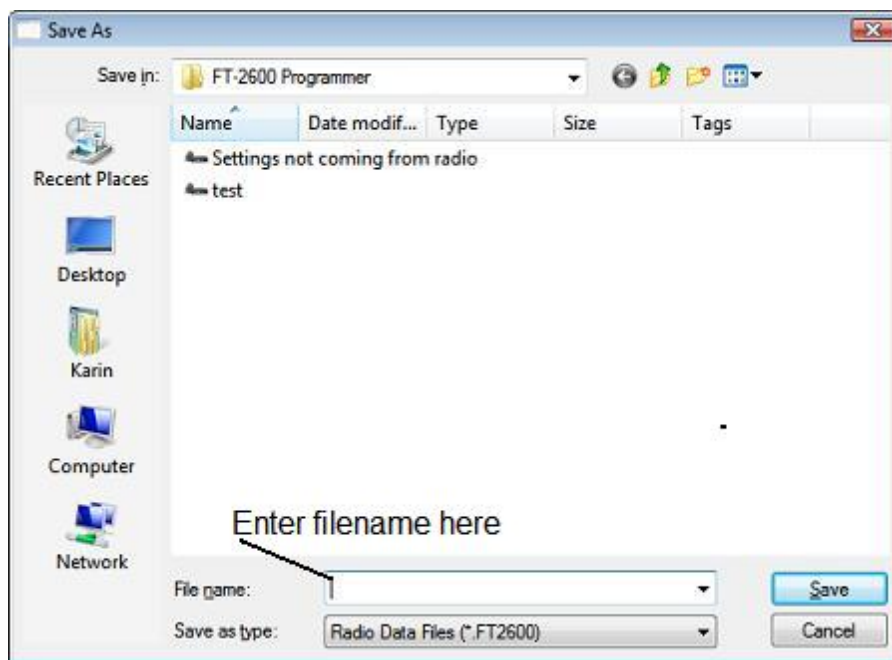 Save As
Save in: FT-2600 Programmer
Name Date modif... Type Size Tags
Settings not coming from radio
test
Recent Places
Desktop
Karin
Computer
Network
Enter filename here
File name: Save
Save as type: Radio Data Files (*.FT2600) Cancel